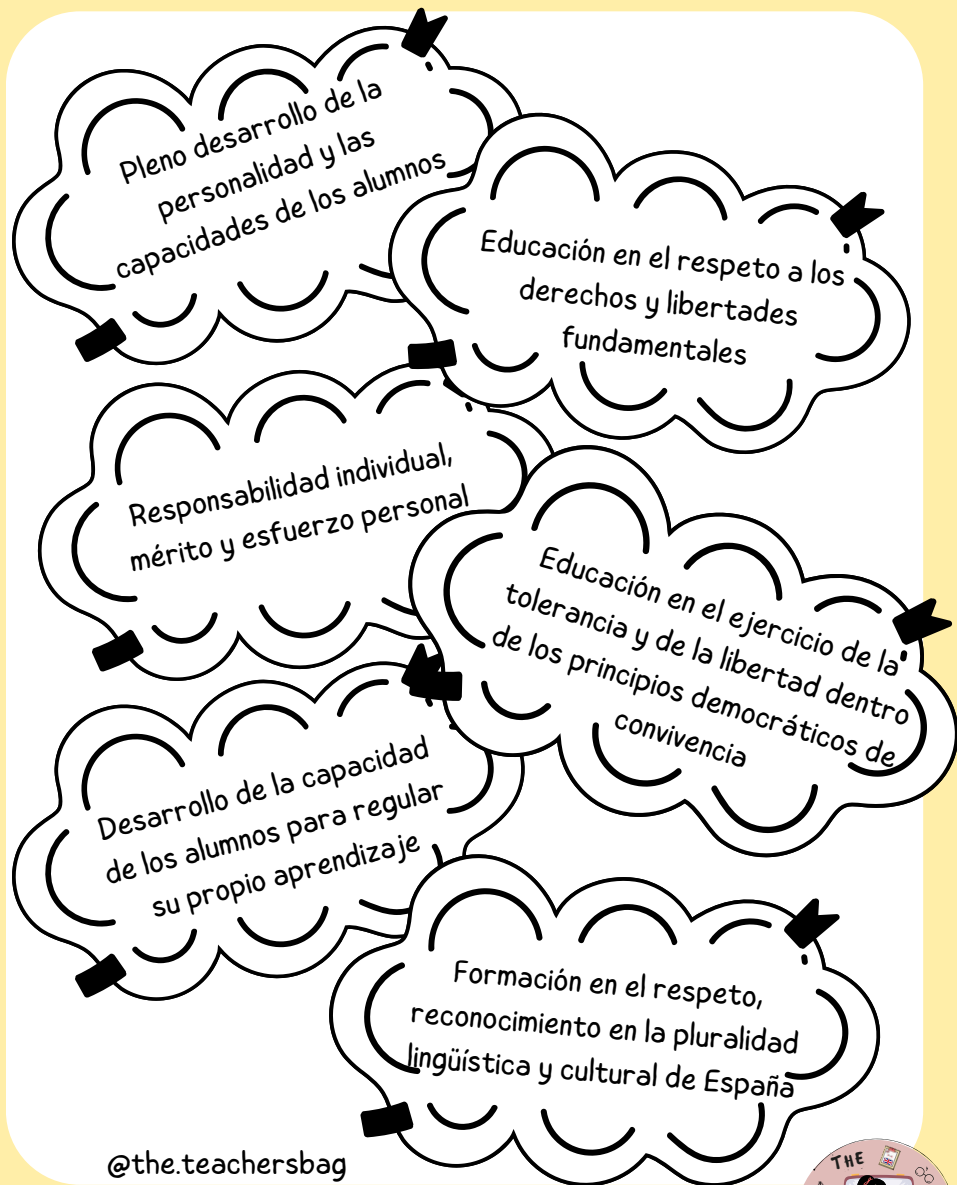 Pleno desarrollo de la
personalidad y las
capacidades de los alumnos
Educación en el respeto a los
derechos y libertades
fundamentales
Responsabilidad individual,
mérito y esfuerzo personal
Educación en el ejercicio de la
tolerancia y de la libertad dentro
de los principios democráticos de
convivencia
Desarrollo de la capacidad
de los alumnos para regular
su propio aprendizaje
Formación en el respeto,
reconocimiento en la pluralidad
lingüística y cultural de España
@the.teachersbag
THE